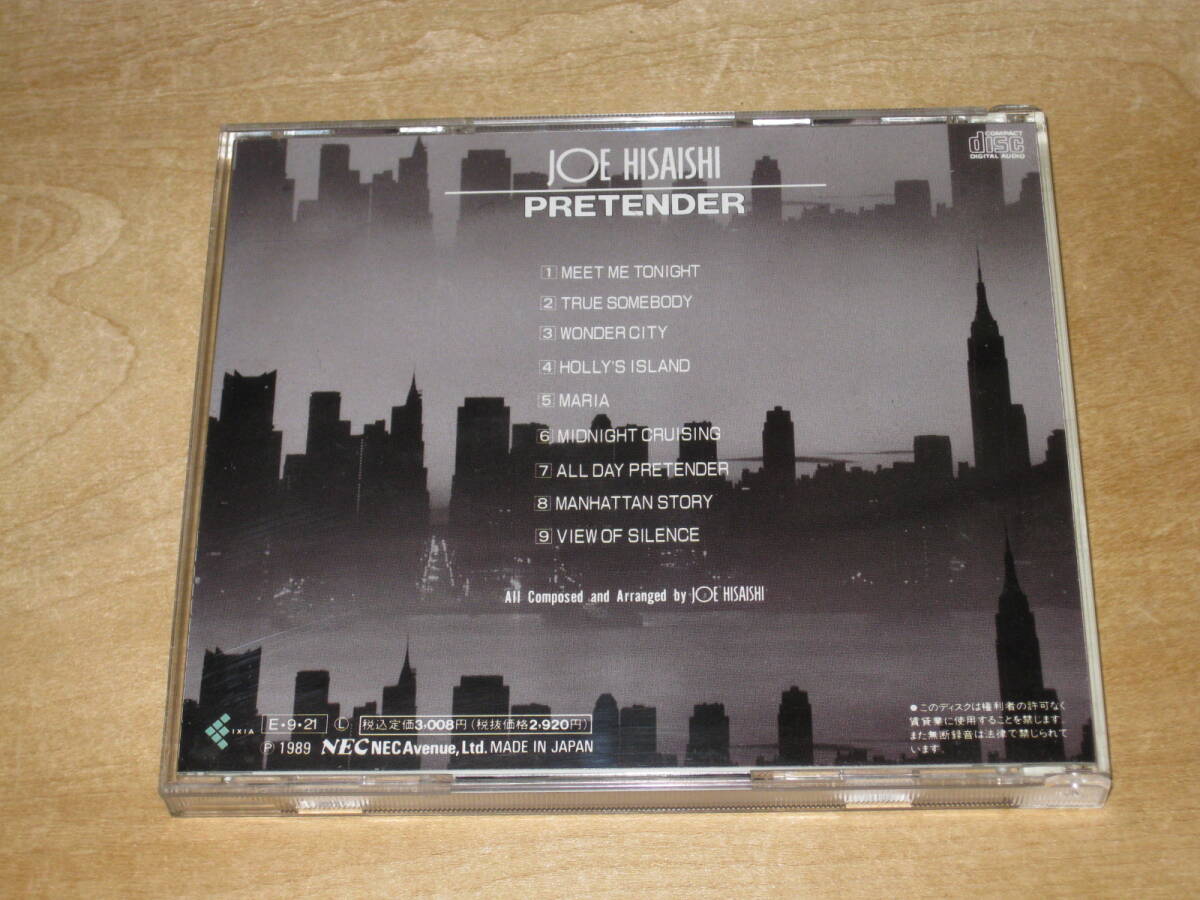 JOE HISAISHI
PRETENDER
COMPACT
disc
DIGITAL AUDIO
1 MEET ME TONIGHT
2 TRUE SOMEBODY
3 WONDER CITY
4 HOLLY'S ISLAND
5 MARIA
6 MIDNIGHT CRUISING
7 ALL DAY PRETENDER
8 MANHATTAN STORY
9 VIEW OF SILENCE
All Composed and Arranged by JOE HISAISHI
IXIA
E・9・21 Ⓛ 税込定価3,008円(税抜価格2,920円)
Ⓟ 1989 NEC NEC Avenue, Ltd. MADE IN JAPAN
●このディスクは権利者の許可なく
賃貸業に使用することを禁じます。
また無断録音は法律で禁じられて
います。